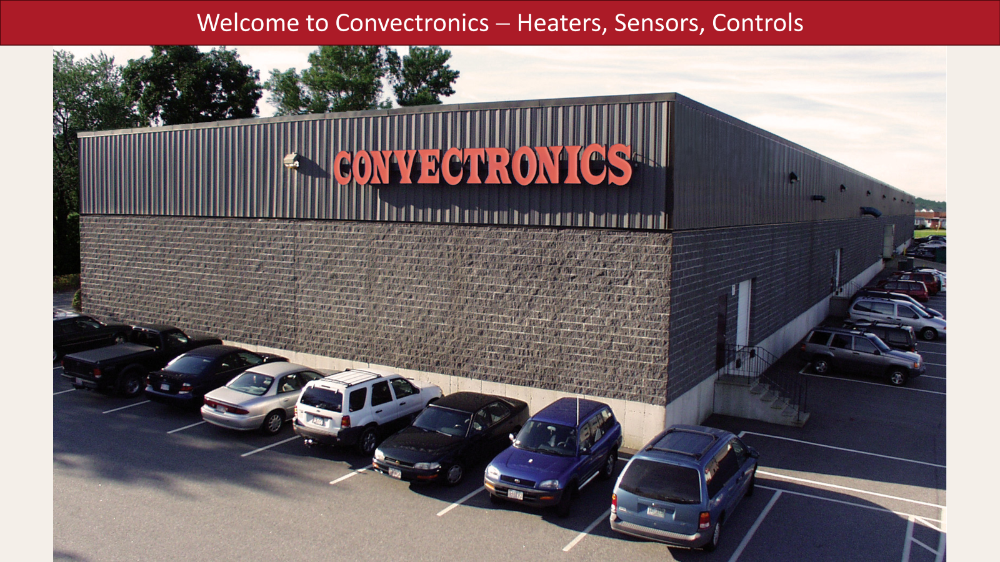 Welcome to Convectronics – Heaters, Sensors, Controls
CONVECTRONICS